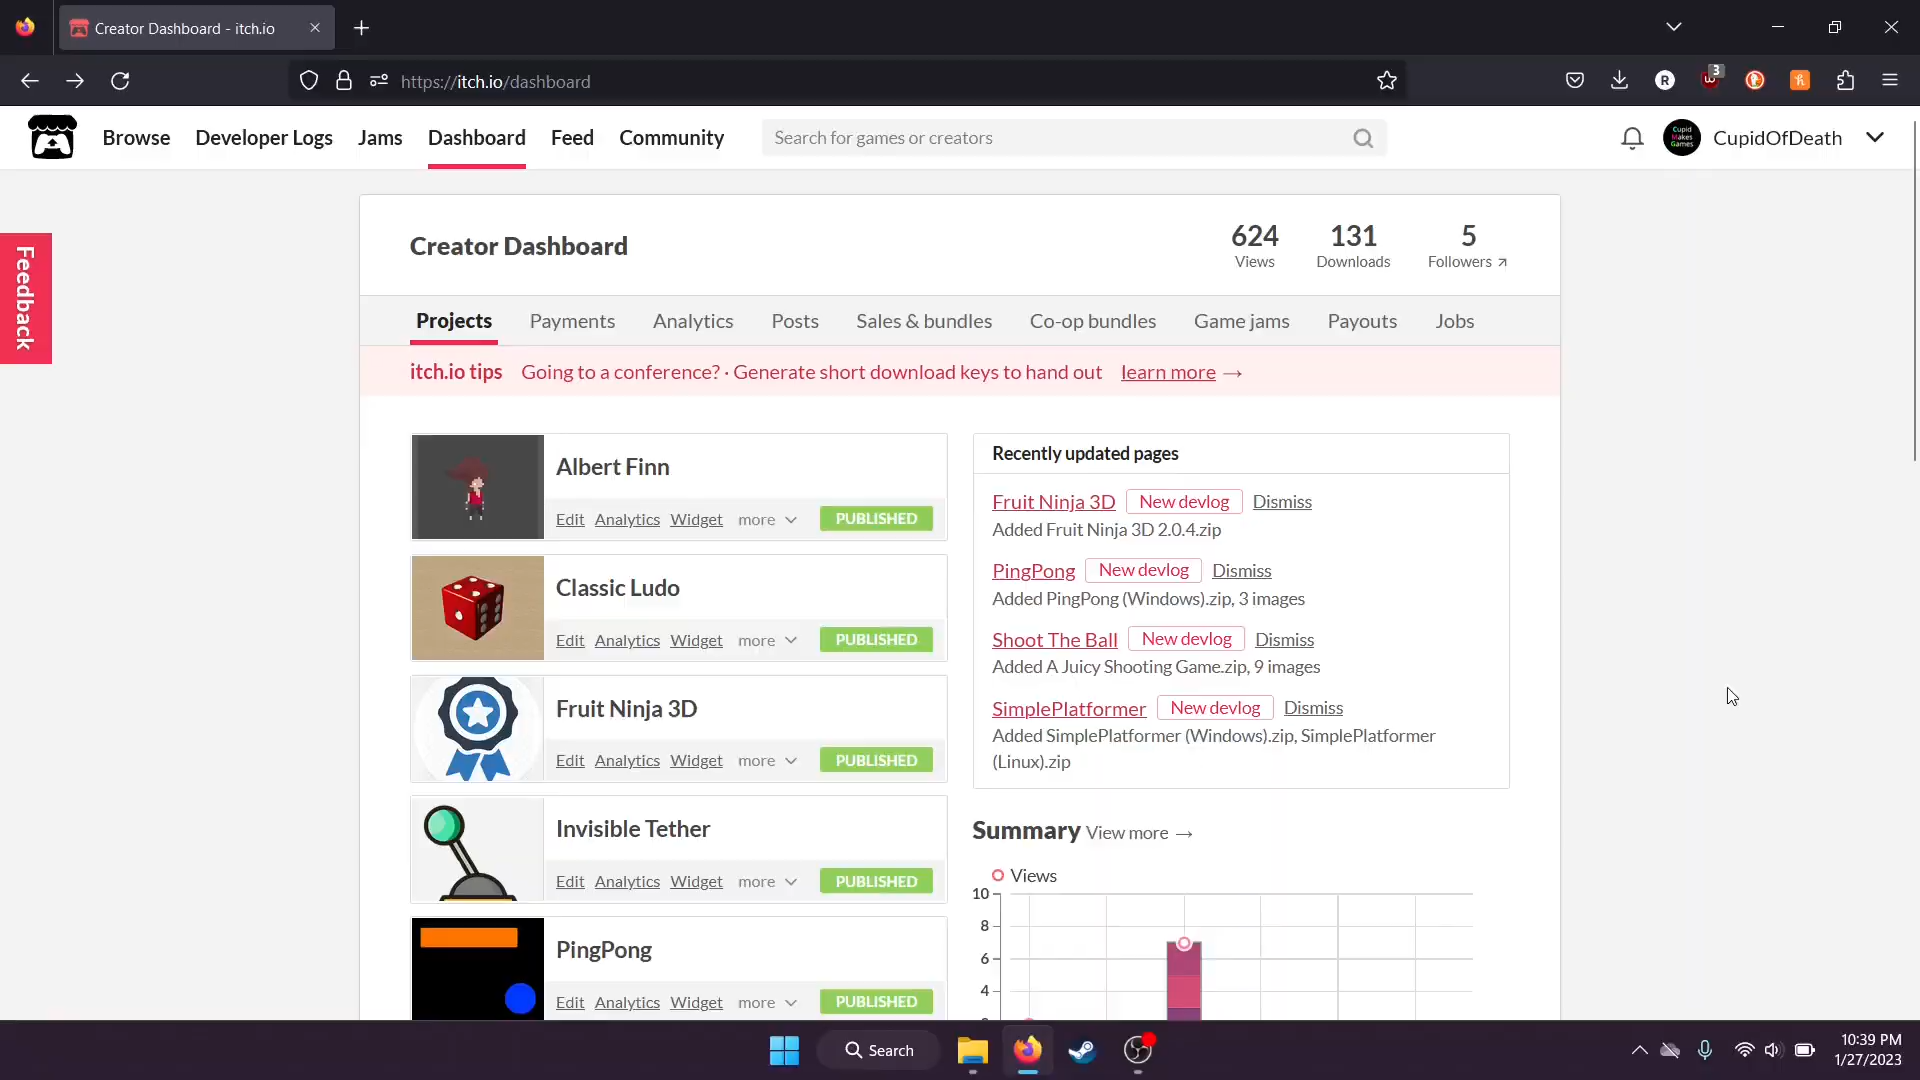 Creator Dashboard - itch.io
https://itch.io/dashboard
R
3
Browse
Developer Logs
Jams
Dashboard
Feed
Community
Search for games or creators
Cupid
Makes
Games
CupidOfDeath
Feedback
Creator Dashboard
624
Views
131
Downloads
5
Followers ↗
Projects
Payments
Analytics
Posts
Sales & bundles
Co-op bundles
Game jams
Payouts
Jobs
itch.io tips Going to a conference? · Generate short download keys to hand out learn more →
Albert Finn
Edit Analytics Widget more PUBLISHED
Classic Ludo
Edit Analytics Widget more PUBLISHED
Fruit Ninja 3D
Edit Analytics Widget more PUBLISHED
Invisible Tether
Edit Analytics Widget more PUBLISHED
PingPong
Edit Analytics Widget more PUBLISHED
Recently updated pages
Fruit Ninja 3D New devlog Dismiss
Added Fruit Ninja 3D 2.0.4.zip
PingPong New devlog Dismiss
Added PingPong (Windows).zip, 3 images
Shoot The Ball New devlog Dismiss
Added A Juicy Shooting Game.zip, 9 images
SimplePlatformer New devlog Dismiss
Added SimplePlatformer (Windows).zip, SimplePlatformer
(Linux).zip
Summary View more →
Views
10
8
6
4
Search
10:39 PM
1/27/2023